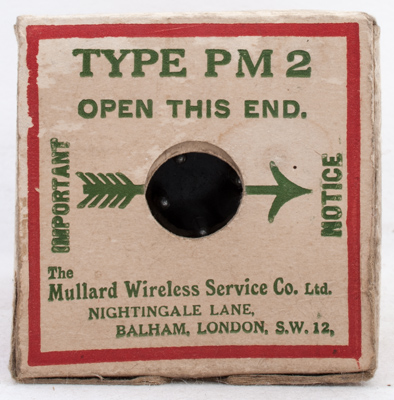 TYPE PM 2
OPEN THIS END.
IMPORTANT
NOTICE
The
Mullard Wireless Service Co. Ltd.
NIGHTINGALE LANE,
BALHAM, LONDON, S.W. 12,